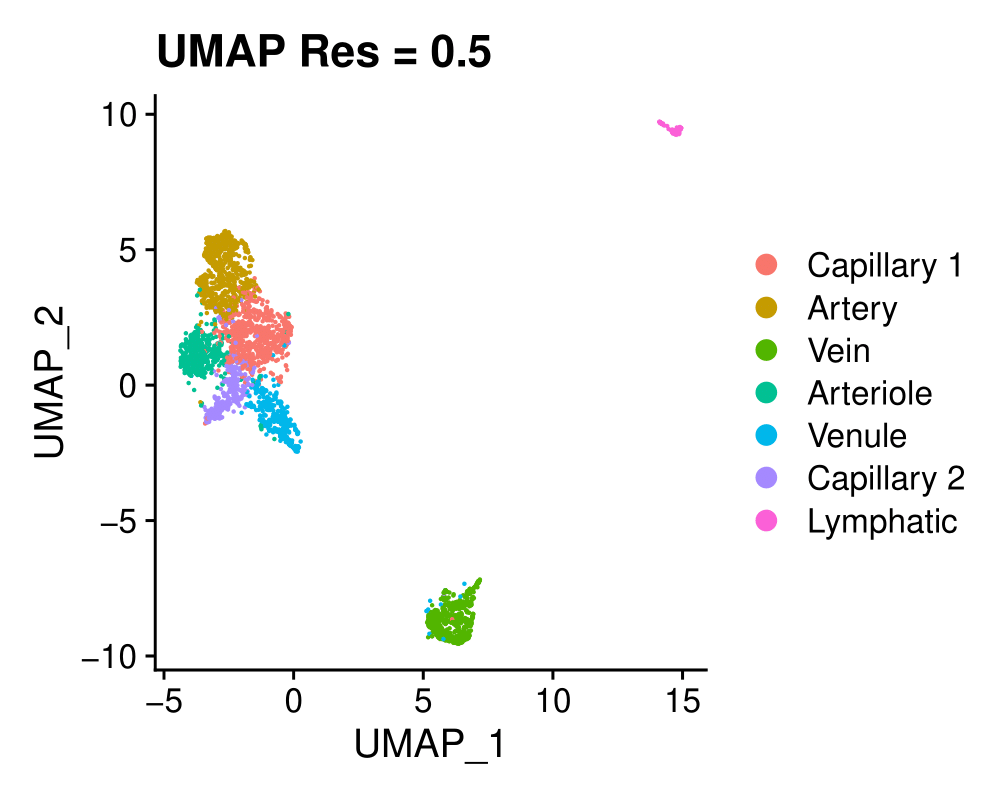 UMAP Res = 0.5
10
5
0
−5
−10
UMAP_2
−5
0
5
10
15
UMAP_1
Capillary 1
Artery
Vein
Arteriole
Venule
Capillary 2
Lymphatic